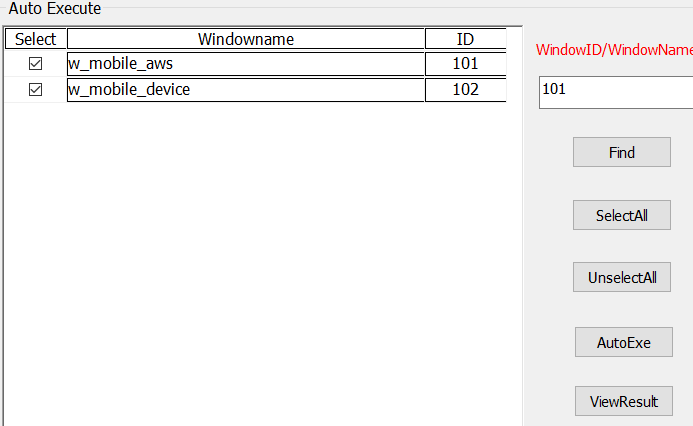 Auto Execute
Select Windowname ID
WindowID/WindowName
w_mobile_aws 101
w_mobile_device 102
101
Find
SelectAll
UnselectAll
AutoExe
ViewResult